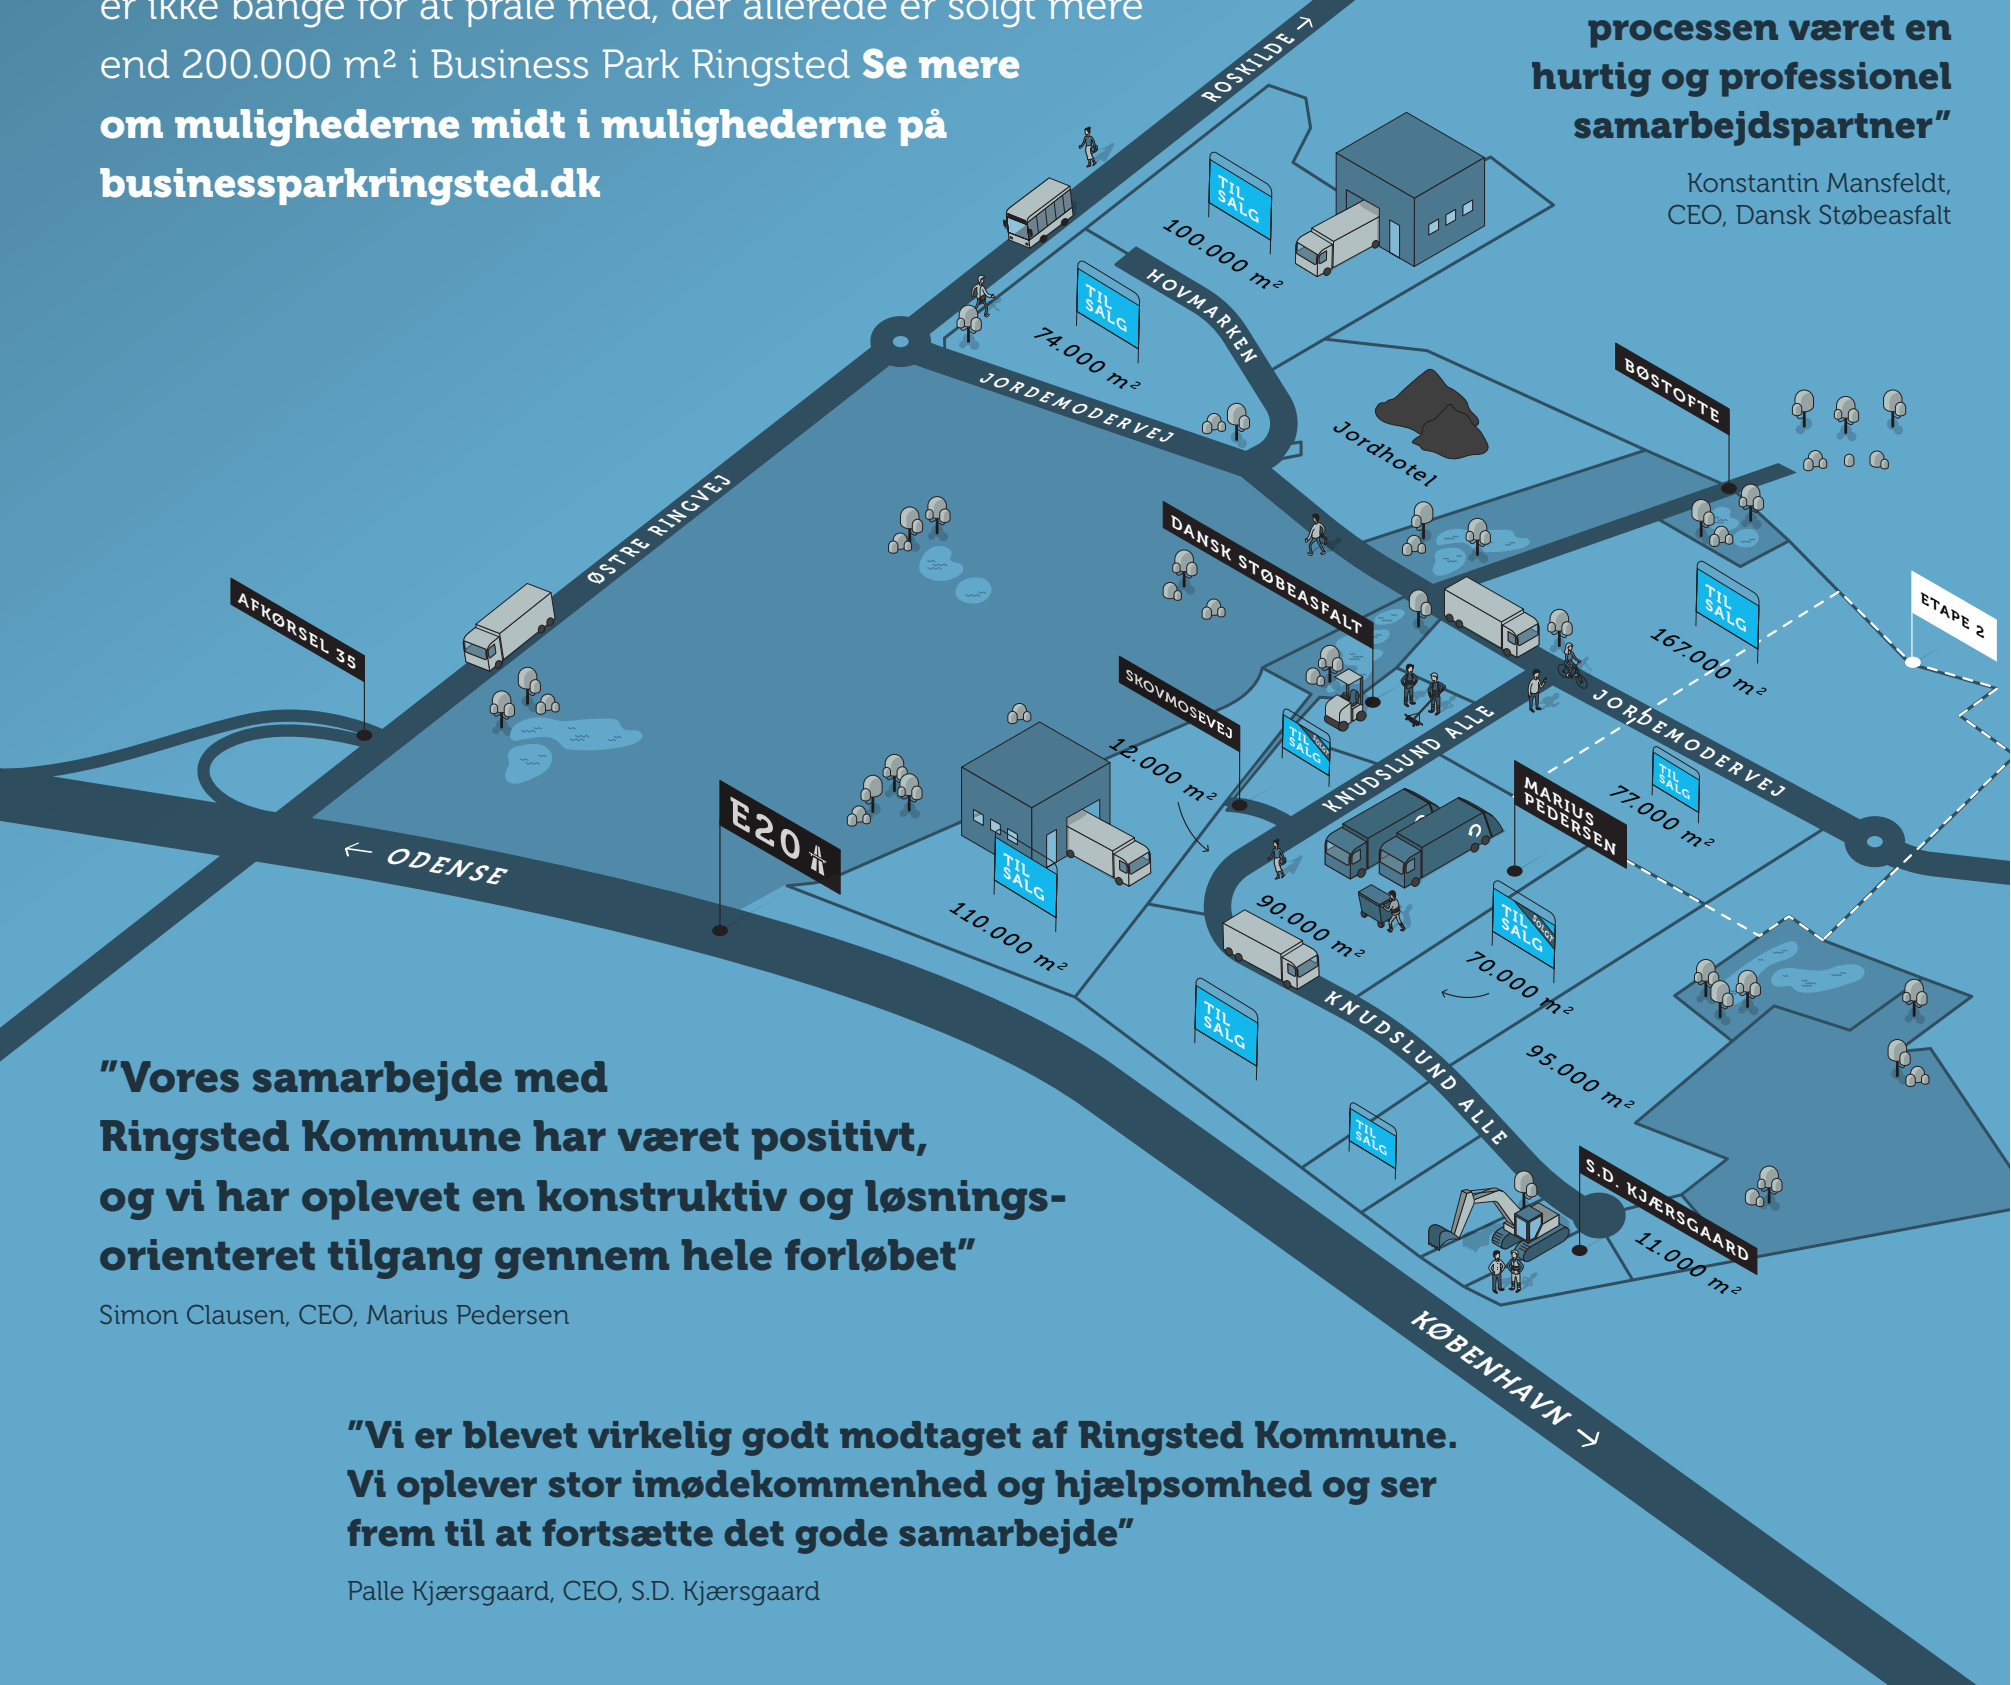 er ikke bange for at prale med, der allerede er solgt mere
end 200.000 m² i Business Park Ringsted Se mere
om mulighederne midt i mulighederne på
businessparkringsted.dk
processen været en
hurtig og professionel
samarbejdspartner”
Konstantin Mansfeldt,
CEO, Dansk Støbeasfalt
ROSKILDE →
TIL
SALG
100.000 m²
HOVMARKEN
TIL
SALG
74.000 m²
JORDEMODERVEJ
BØSTOFTE
Jordhotel
ØSTRE RINGVEJ
DANSK STØBEASFALT
AFKØRSEL 35
TIL
SALG
167.000 m²
ETAPE 2
SKOVMOSEVEJ
12.000 m²
TIL
SALG
SOLGT
KNUDSLUND ALLE
JORDEMODERVEJ
TIL
SALG
77.000 m²
MARIUS
PEDERSEN
E20
← ODENSE
TIL
SALG
110.000 m²
90.000 m²
TIL
SALG
SOLGT
70.000 m²
TIL
SALG
KNUDSLUND ALLE
95.000 m²
TIL
SALG
S.D. KJÆRSGAARD
11.000 m²
KØBENHAVN →
”Vores samarbejde med
Ringsted Kommune har været positivt,
og vi har oplevet en konstruktiv og løsnings-
orienteret tilgang gennem hele forløbet”
Simon Clausen, CEO, Marius Pedersen
”Vi er blevet virkelig godt modtaget af Ringsted Kommune.
Vi oplever stor imødekommenhed og hjælpsomhed og ser
frem til at fortsætte det gode samarbejde”
Palle Kjærsgaard, CEO, S.D. Kjærsgaard